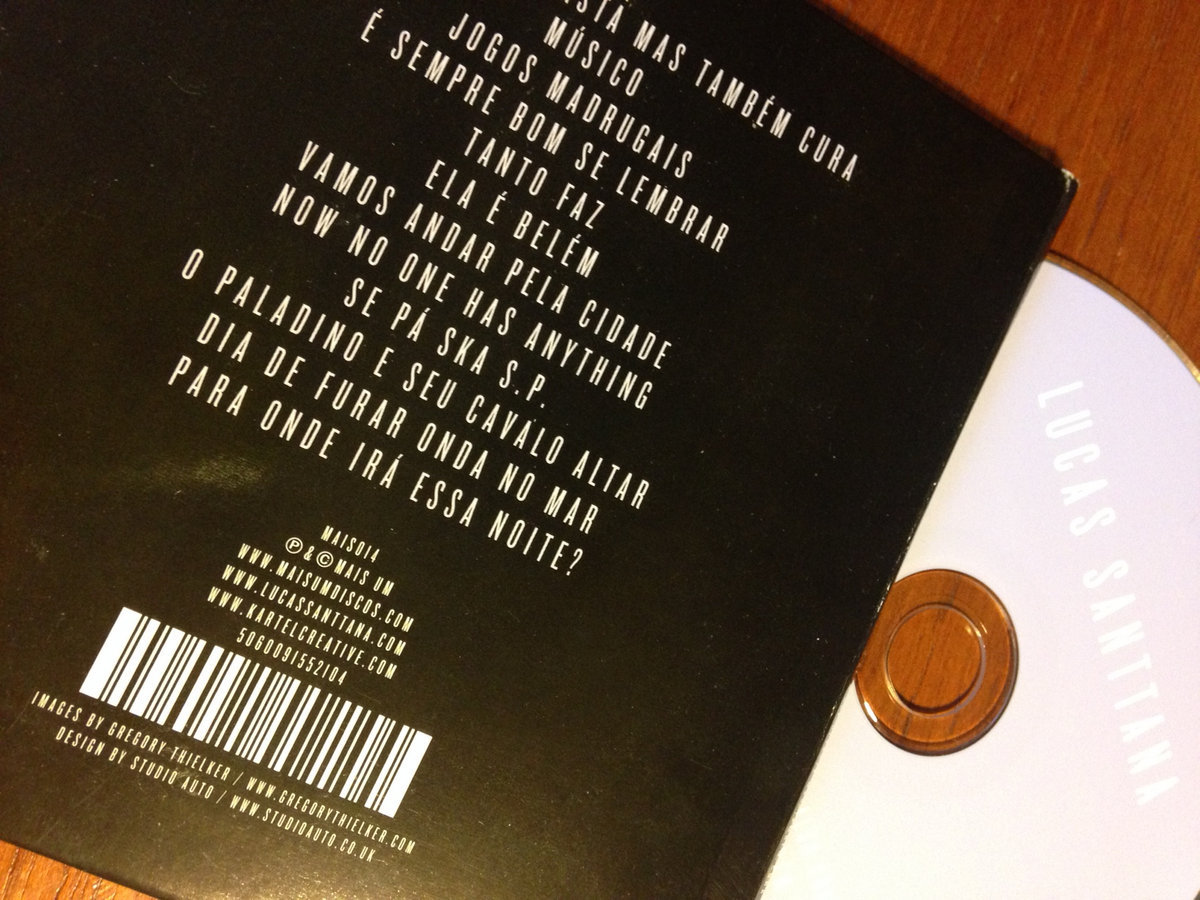 MAS TAMBÉM CURA
MÚSICO
JOGOS MADRUGAIS
É SEMPRE BOM SE LEMBRAR
TANTO FAZ
ELA É BELÉM
VAMOS ANDAR PELA CIDADE
NOW NO ONE HAS ANYTHING
SE PÁ SKA S.P.
O PALADINO E SEU CAVALO ALTAR
DIA DE FURAR ONDA NO MAR
PARA ONDE IRÁ ESSA NOITE?
MAIS014
℗ & © MAIS UM
WWW.MAISUMDISCOS.COM
WWW.LUCASSANTTANA.COM
WWW.KARTELCREATIVE.COM
5060091552104
IMAGES BY GREGORY THIELKER / WWW.GREGORYTHIELKER.COM
DESIGN BY STUDIO AUTO / WWW.STUDIOAUTO.CO.UK
LUCAS SANTTANA